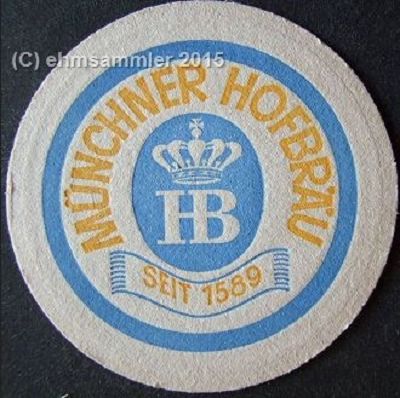 (C) ehmsammler 2015
MÜNCHNER HOFBRÄU
HB
SEIT 1589